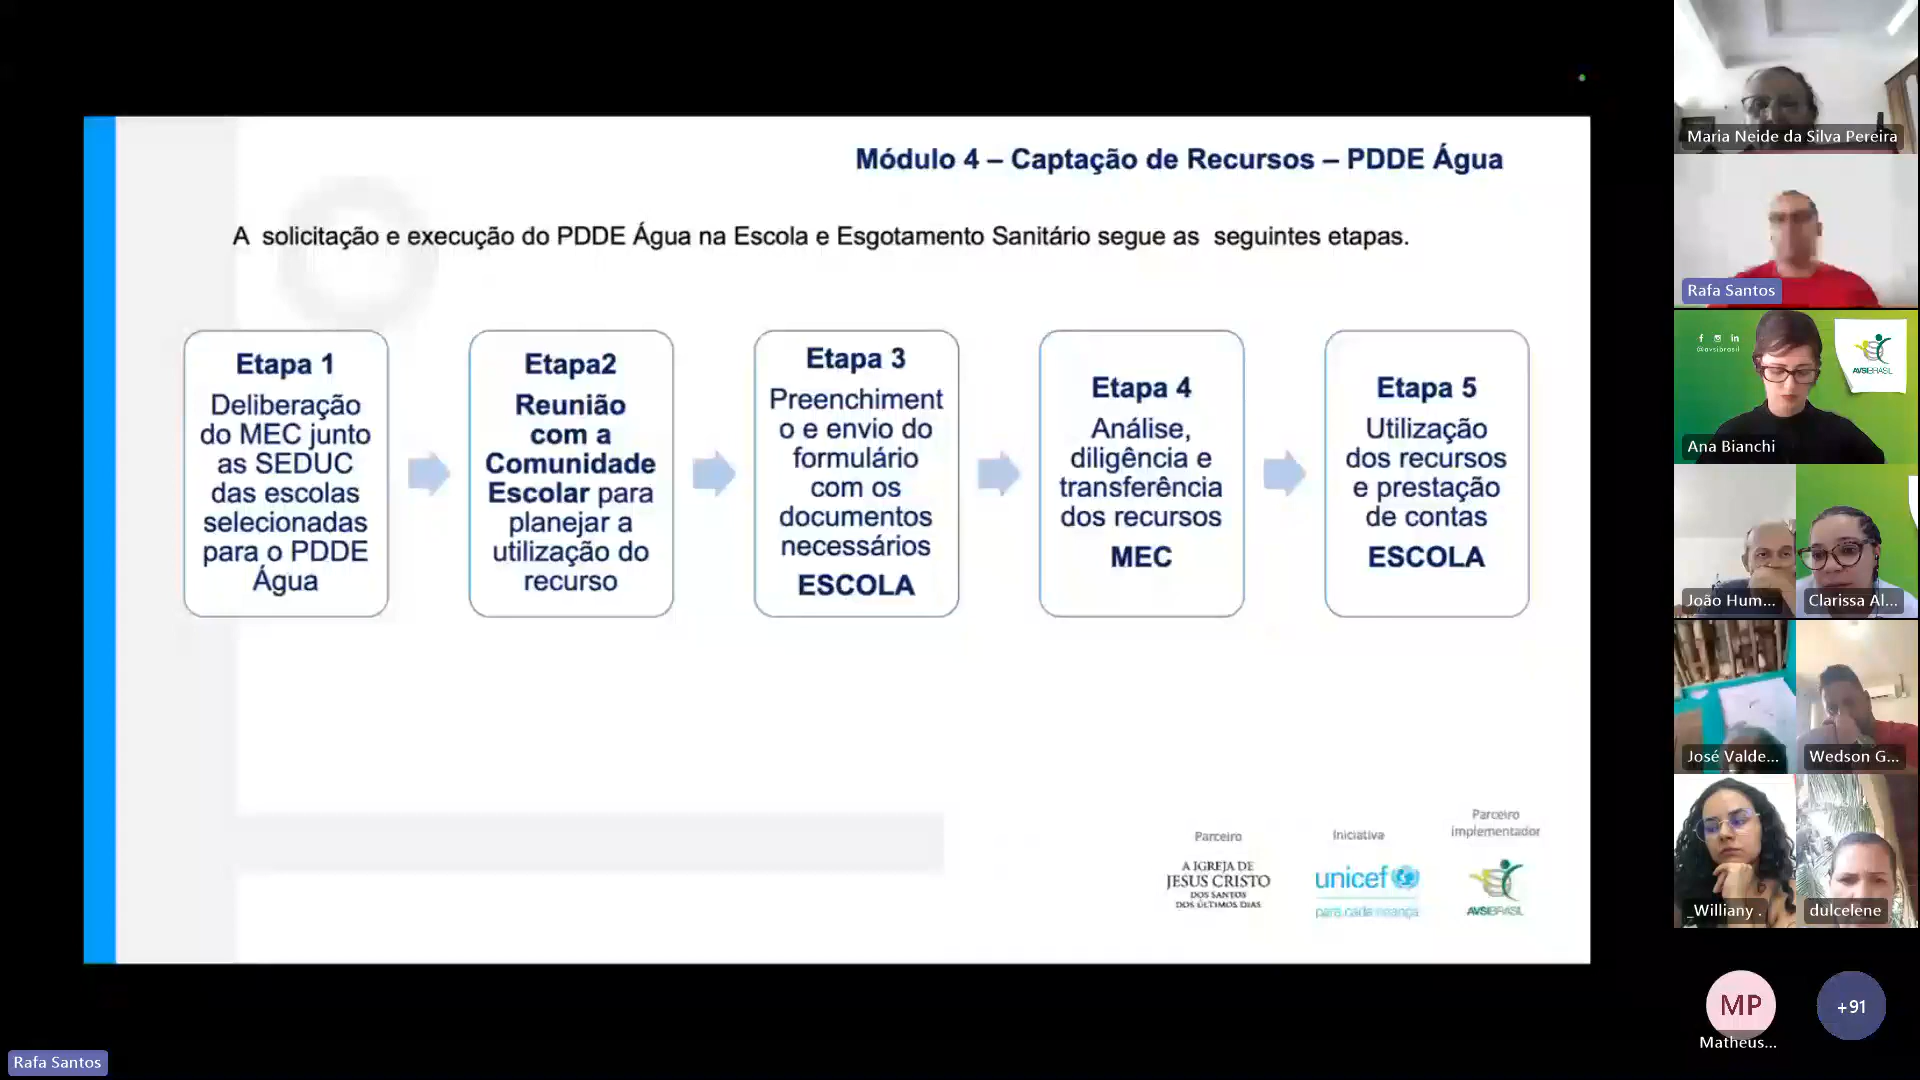 Módulo 4 – Captação de Recursos – PDDE Água
A solicitação e execução do PDDE Água na Escola e Esgotamento Sanitário segue as seguintes etapas.
Etapa 1
Deliberação
do MEC junto
as SEDUC
das escolas
selecionadas
para o PDDE
Água
Etapa2
Reunião
com a
Comunidade
Escolar para
planejar a
utilização do
recurso
Etapa 3
Preenchiment
o e envio do
formulário
com os
documentos
necessários
ESCOLA
Etapa 4
Análise,
diligência e
transferência
dos recursos
MEC
Etapa 5
Utilização
dos recursos
e prestação
de contas
ESCOLA
Parceiro
A IGREJA DE
JESUS CRISTO
DOS SANTOS
DOS ÚLTIMOS DIAS
Iniciativa
unicef
para cada criança
Parceiro
implementador
AVSIBRASIL
Maria Neide da Silva Pereira
Rafa Santos
@avsibrasil
AVSIBRASIL
Ana Bianchi
João Hum...
Clarissa Al...
José Valde...
Wedson G...
_Williany .
dulcelene
MP
Matheus...
+91
Rafa Santos